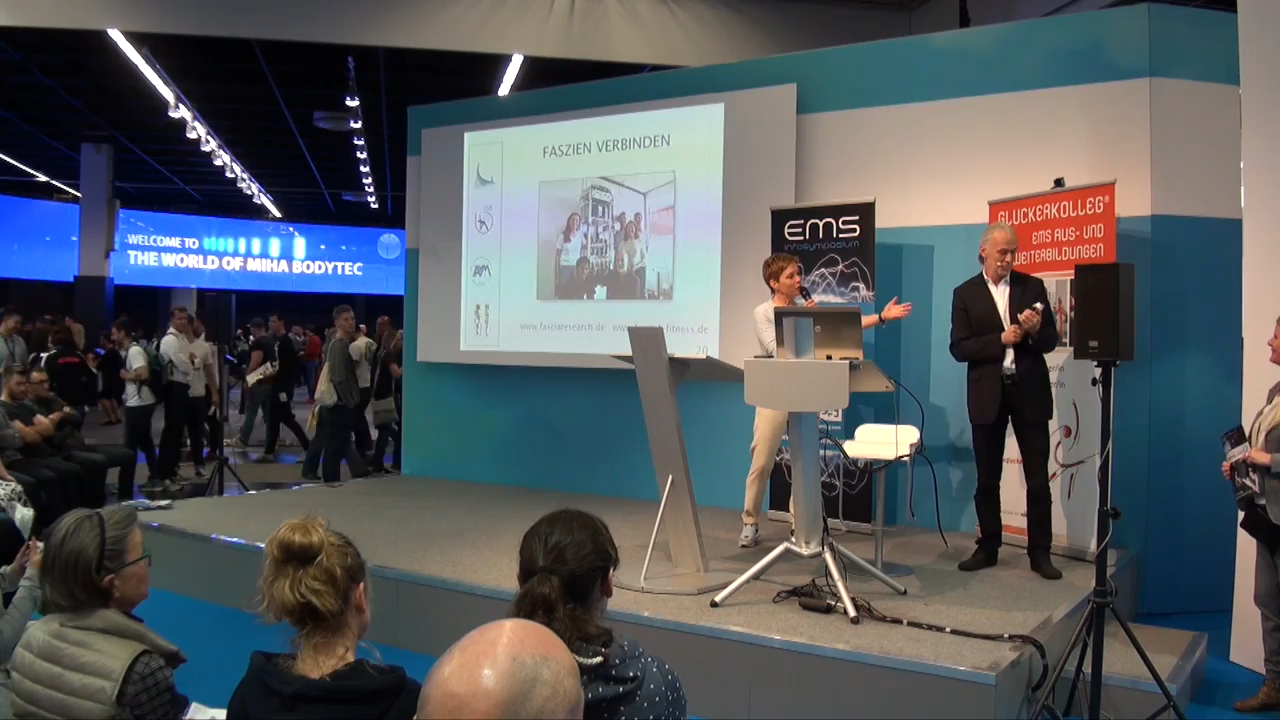 WELCOME TO
THE WORLD OF MIHA BODYTEC
FASZIEN VERBINDEN
www.fasciaresearch.de
fitness.de
20
EMS
infosymposium
GLUCKERKOLLEG®
EMS AUS- UND
WEITERBILDUNGEN